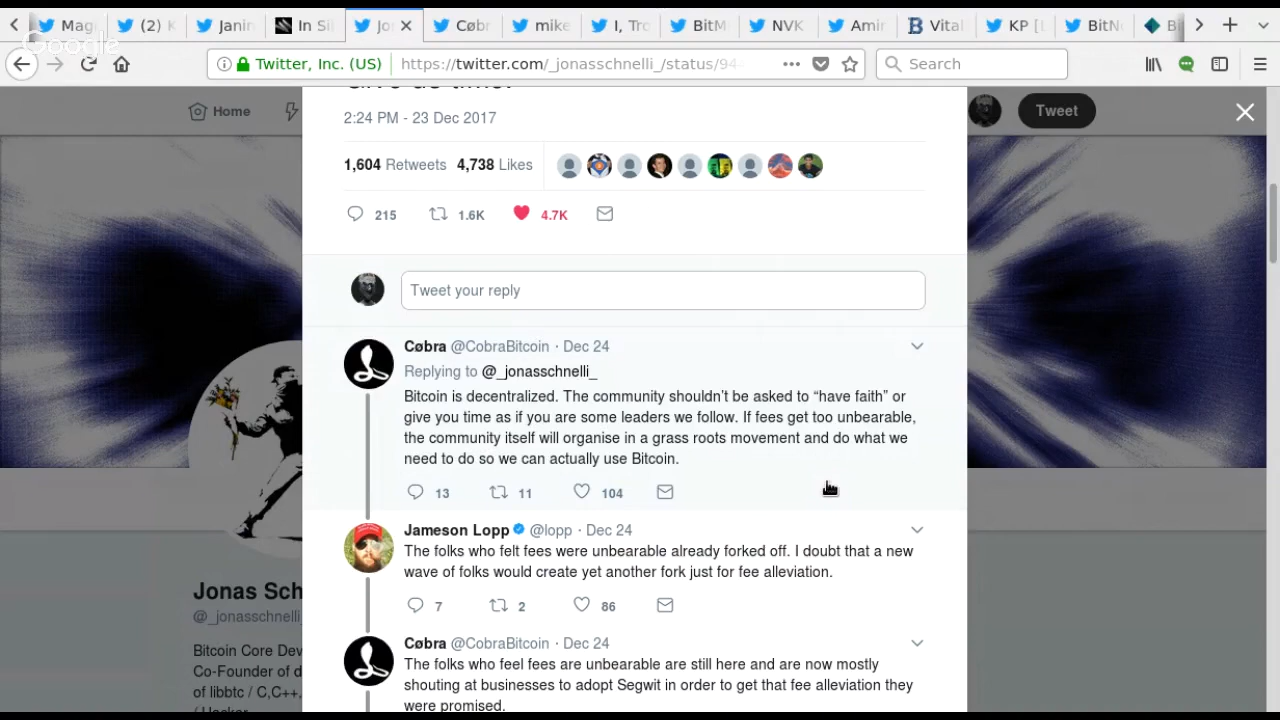 Mag
(2)
Janin
In Si
Jo
Cøbr
mike
I, Tro
BitM
NVK
Amir
Vital
KP [L
BitN
Bi
Google
Twitter, Inc. (US)
https://twitter.com/_jonasschnelli_/status/94
Search
Home
Tweet
Give us time.
2:24 PM - 23 Dec 2017
1,604 Retweets 4,738 Likes
215 1.6K 4.7K
Tweet your reply
Cøbra @CobraBitcoin · Dec 24
Replying to @_jonasschnelli_
Bitcoin is decentralized. The community shouldn’t be asked to “have faith” or
give you time as if you are some leaders we follow. If fees get too unbearable,
the community itself will organise in a grass roots movement and do what we
need to do so we can actually use Bitcoin.
13 11 104
Jameson Lopp @lopp · Dec 24
The folks who felt fees were unbearable already forked off. I doubt that a new
wave of folks would create yet another fork just for fee alleviation.
7 2 86
Cøbra @CobraBitcoin · Dec 24
The folks who feel fees are unbearable are still here and are now mostly
shouting at businesses to adopt Segwit in order to get that fee alleviation they
were promised.
Jonas Sch
@_jonasschnelli
Bitcoin Core Dev
Co-Founder of d
of libbtc / C,C++.
/ Hacker